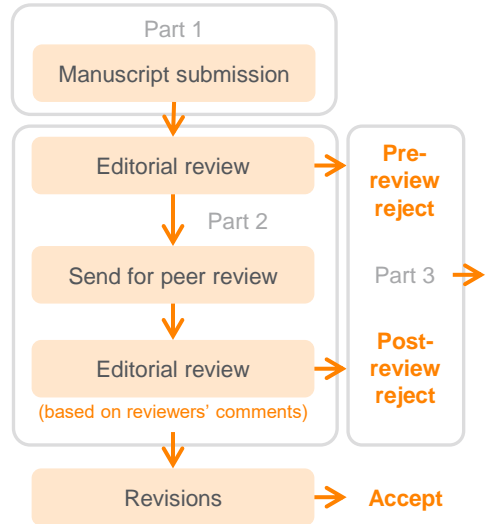 Part 1
Manuscript submission
Editorial review
Pre-
review
reject
Part 2
Send for peer review
Part 3
Editorial review
(based on reviewers' comments)
Post-
review
reject
Revisions
Accept